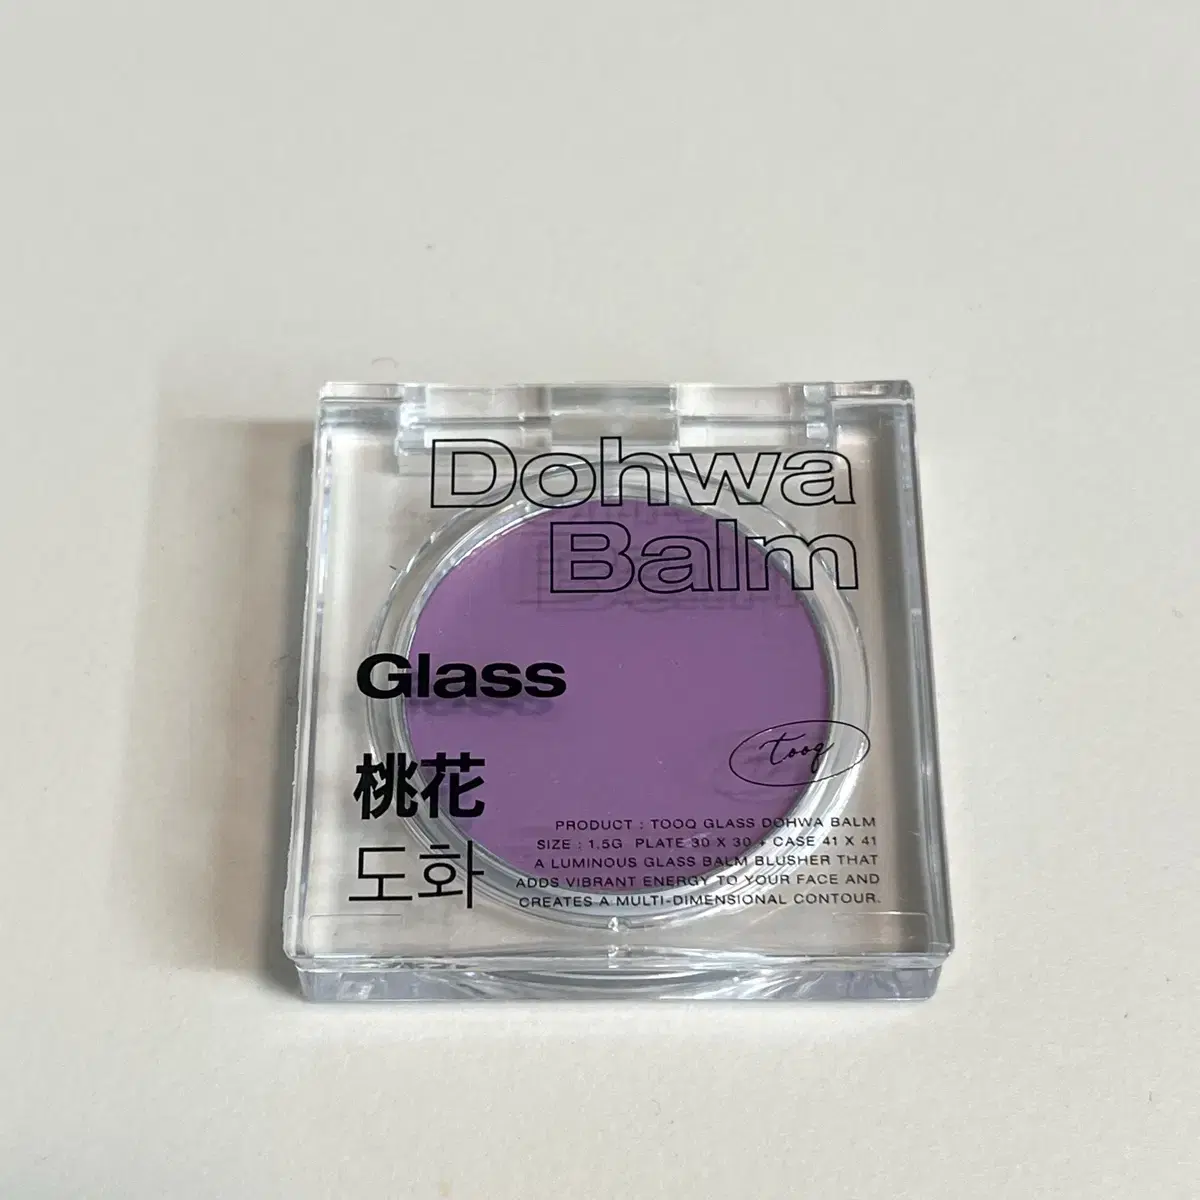 Dohwa
Balm
Glass
桃花
도화
tooq
PRODUCT : TOOQ GLASS DOHWA BALM
SIZE : 1.5G PLATE 30 X 30 + CASE 41 X 41
A LUMINOUS GLASS BALM BLUSHER THAT
ADDS VIBRANT ENERGY TO YOUR FACE AND
CREATES A MULTI-DIMENSIONAL CONTOUR.